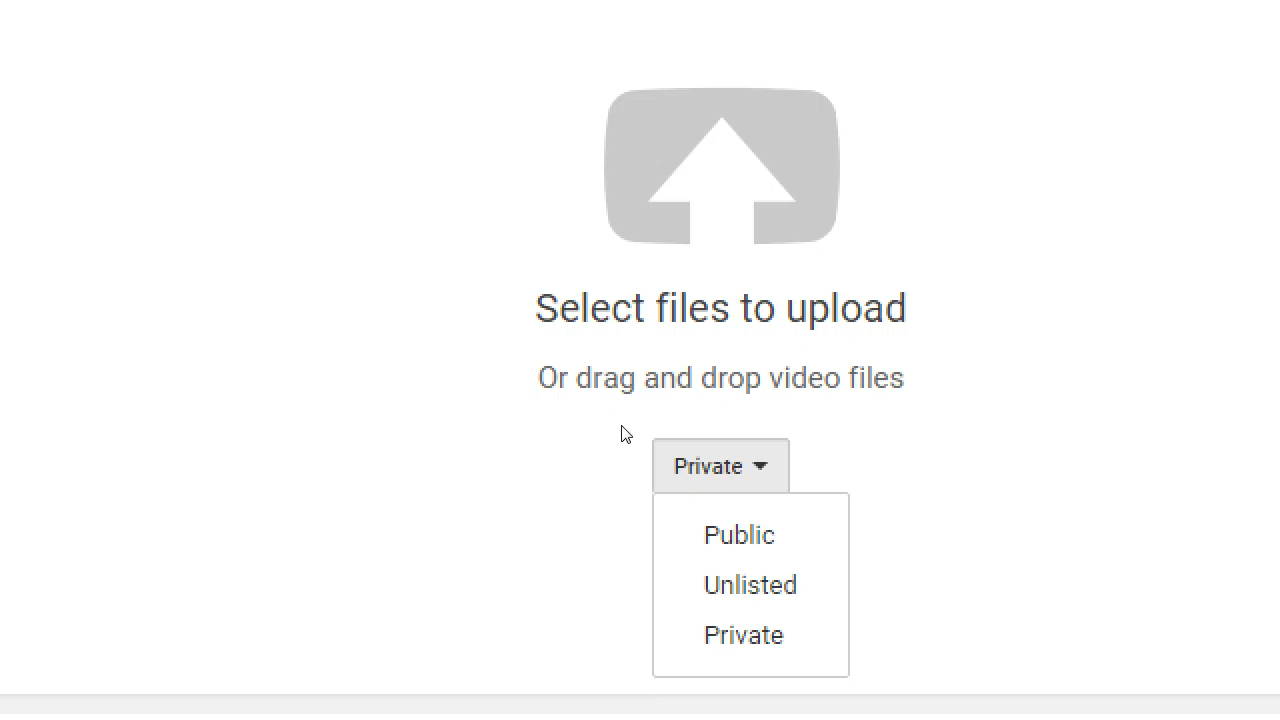 Select files to upload
Or drag and drop video files
Private
Public
Unlisted
Private